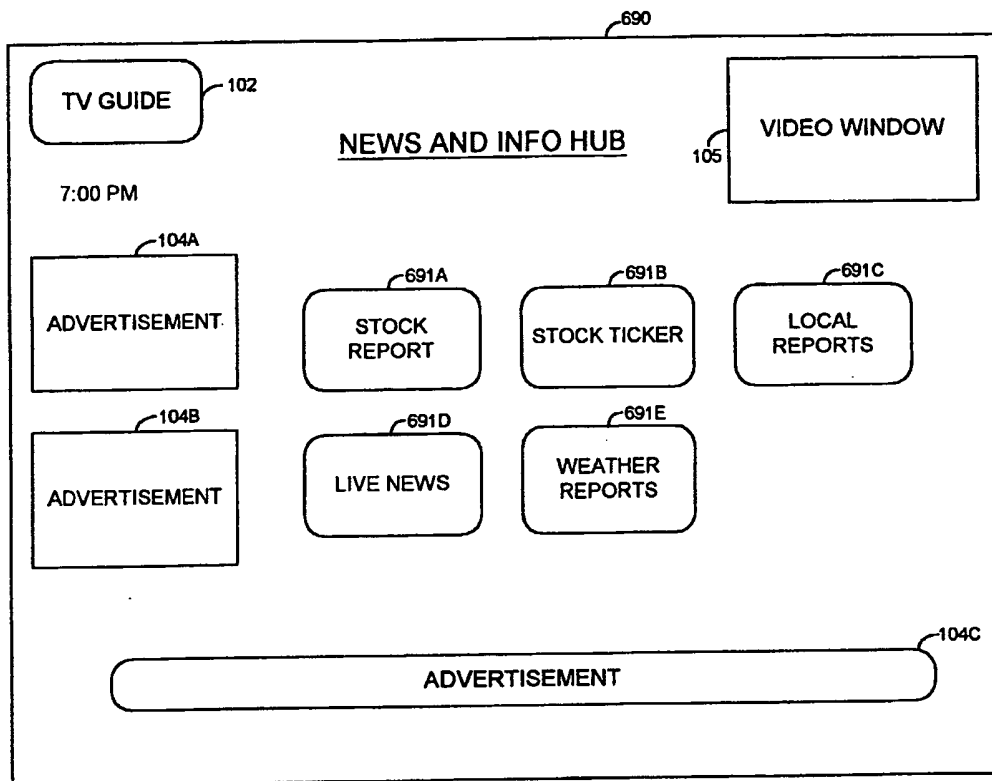 690
TV GUIDE
102
NEWS AND INFO HUB
105
VIDEO WINDOW
7:00 PM
104A
ADVERTISEMENT
691A
STOCK
REPORT
691B
STOCK TICKER
691C
LOCAL
REPORTS
104B
ADVERTISEMENT
691D
LIVE NEWS
691E
WEATHER
REPORTS
104C
ADVERTISEMENT